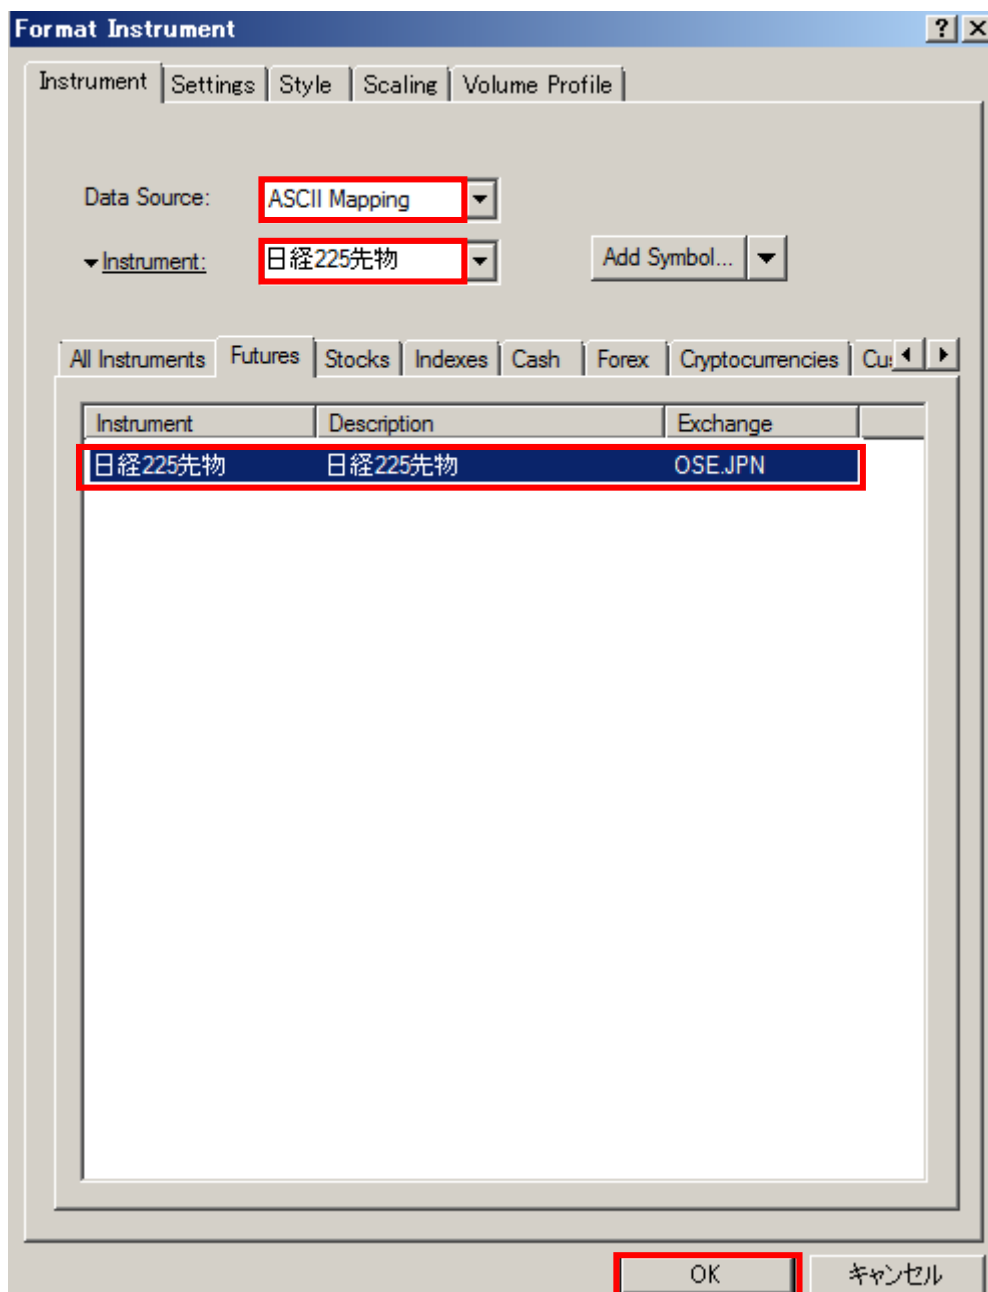 Format Instrument
Instrument Settings Style Scaling Volume Profile
Data Source: ASCII Mapping
Instrument: 日経225先物 Add Symbol...
All Instruments Futures Stocks Indexes Cash Forex Cryptocurrencies Cu
Instrument Description Exchange
日経225先物 日経225先物 OSE.JPN
OK キャンセル